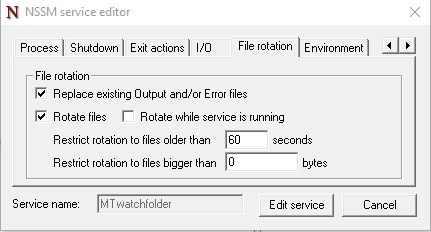 NSSM service editor
Process Shutdown Exit actions I/O File rotation Environment
File rotation
Replace existing Output and/or Error files
Rotate files Rotate while service is running
Restrict rotation to files older than 60 seconds
Restrict rotation to files bigger than 0 bytes
Service name: MTwatchfolder Edit service Cancel